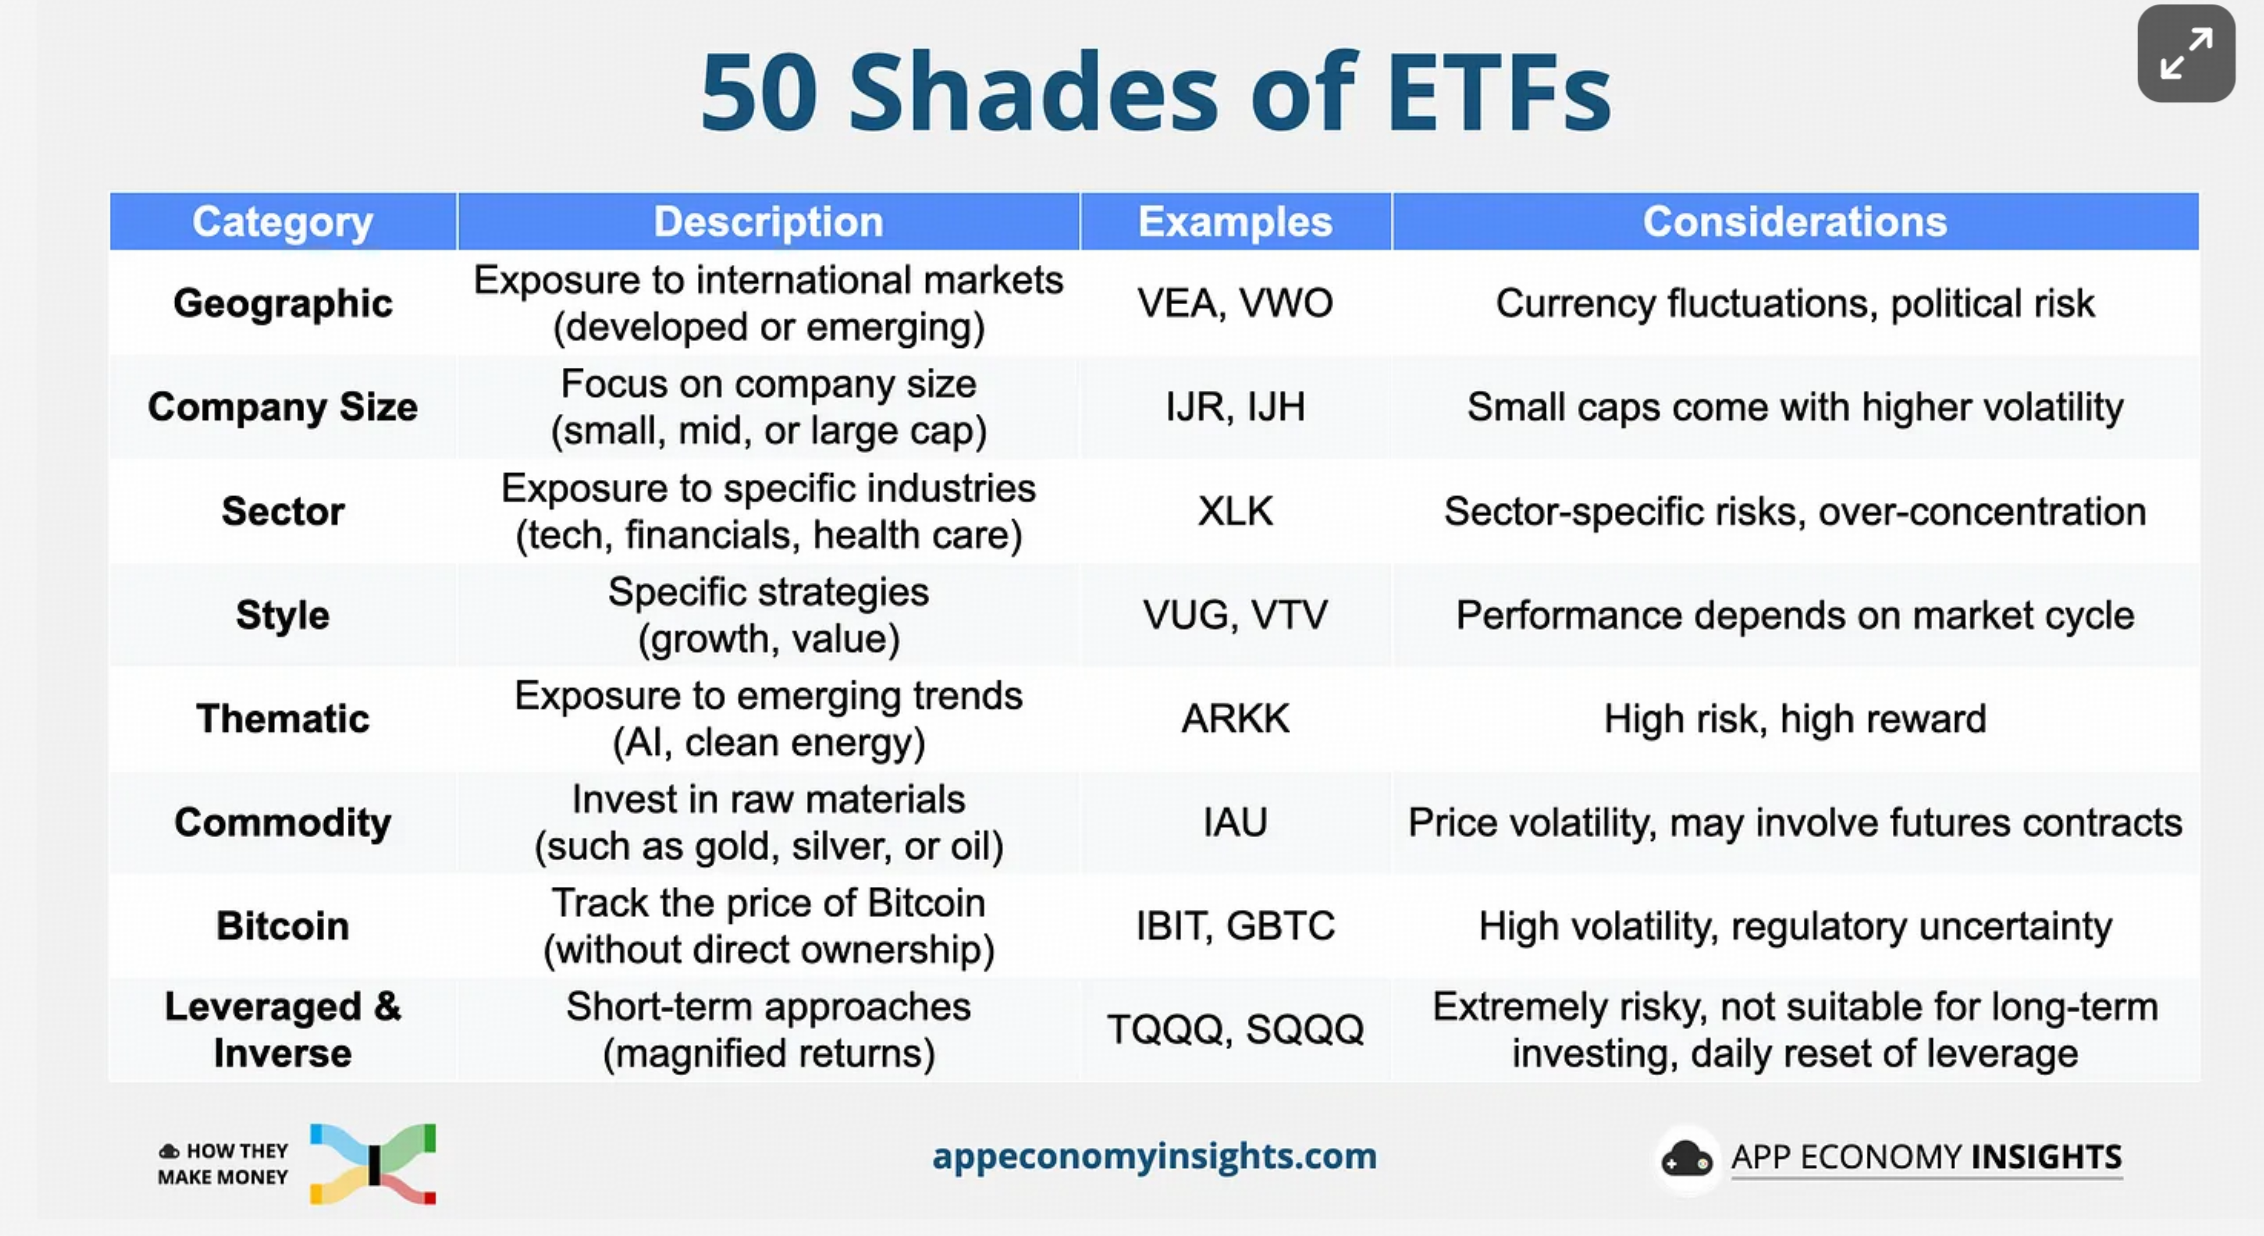 50 Shades of ETFs
Category Description Examples Considerations
Geographic
Exposure to international markets
(developed or emerging)
VEA, VWO
Currency fluctuations, political risk
Company Size
Focus on company size
(small, mid, or large cap)
IJR, IJH
Small caps come with higher volatility
Sector
Exposure to specific industries
(tech, financials, health care)
XLK
Sector-specific risks, over-concentration
Style
Specific strategies
(growth, value)
VUG, VTV
Performance depends on market cycle
Thematic
Exposure to emerging trends
(AI, clean energy)
ARKK
High risk, high reward
Commodity
Invest in raw materials
(such as gold, silver, or oil)
IAU
Price volatility, may involve futures contracts
Bitcoin
Track the price of Bitcoin
(without direct ownership)
IBIT, GBTC
High volatility, regulatory uncertainty
Leveraged &
Inverse
Short-term approaches
(magnified returns)
TQQQ, SQQQ
Extremely risky, not suitable for long-term
investing, daily reset of leverage
HOW THEY
MAKE MONEY
appeconomyinsights.com
APP ECONOMY INSIGHTS